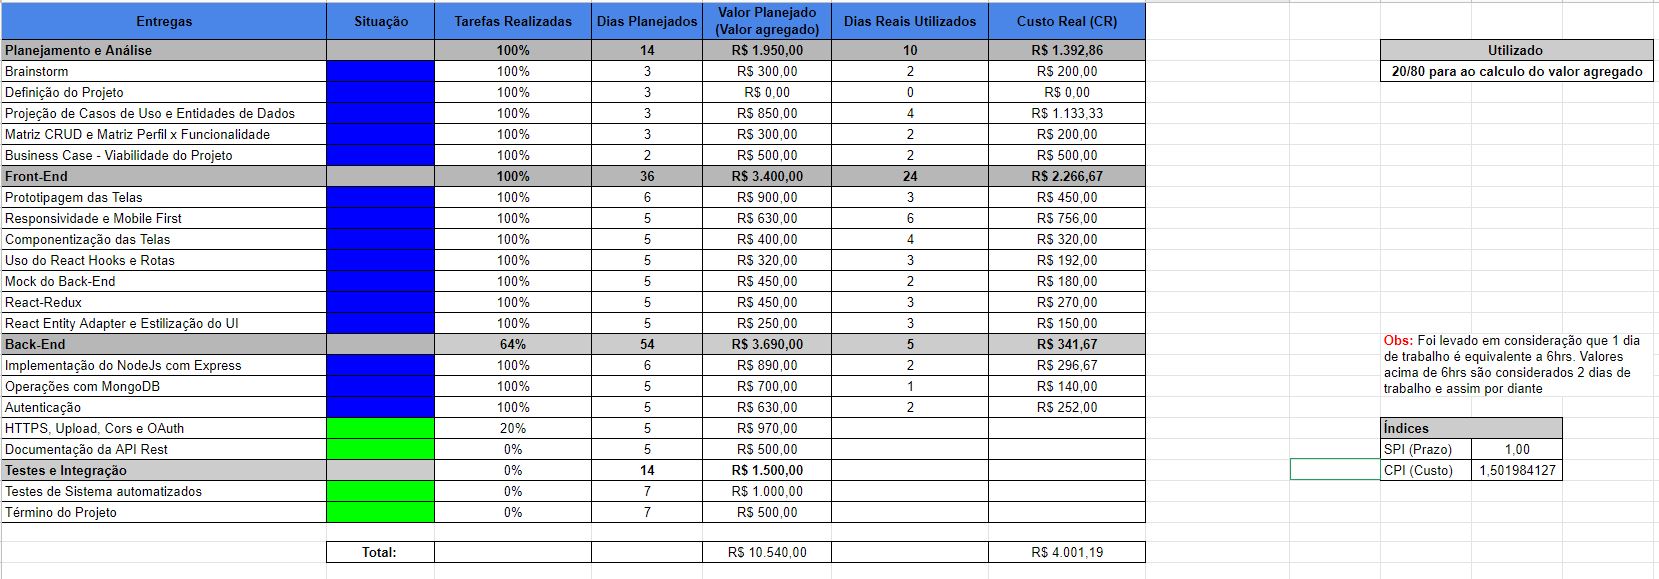 Entregas Situação Tarefas Realizadas Dias Planejados Valor Planejado (Valor agregado) Dias Reais Utilizados Custo Real (CR)
Planejamento e Análise 100% 14 R$ 1.950,00 10 R$ 1.392,86
Utilizado
Brainstorm 100% 3 R$ 300,00 2 R$ 200,00
20/80 para ao calculo do valor agregado
Definição do Projeto 100% 3 R$ 0,00 0 R$ 0,00
Projeção de Casos de Uso e Entidades de Dados 100% 3 R$ 850,00 4 R$ 1.133,33
Matriz CRUD e Matriz Perfil x Funcionalidade 100% 3 R$ 300,00 2 R$ 200,00
Business Case - Viabilidade do Projeto 100% 2 R$ 500,00 2 R$ 500,00
Front-End 100% 36 R$ 3.400,00 24 R$ 2.266,67
Prototipagem das Telas 100% 6 R$ 900,00 3 R$ 450,00
Responsividade e Mobile First 100% 5 R$ 630,00 6 R$ 756,00
Componentização das Telas 100% 5 R$ 400,00 4 R$ 320,00
Uso do React Hooks e Rotas 100% 5 R$ 320,00 3 R$ 192,00
Mock do Back-End 100% 5 R$ 450,00 2 R$ 180,00
React-Redux 100% 5 R$ 450,00 3 R$ 270,00
React Entity Adapter e Estilização do UI 100% 5 R$ 250,00 3 R$ 150,00
Back-End 64% 54 R$ 3.690,00 5 R$ 341,67
Implementação do NodeJs com Express 100% 6 R$ 890,00 2 R$ 296,67
Operações com MongoDB 100% 5 R$ 700,00 1 R$ 140,00
Autenticação 100% 5 R$ 630,00 2 R$ 252,00
HTTPS, Upload, Cors e OAuth 20% 5 R$ 970,00
Documentação da API Rest 0% 5 R$ 500,00
Testes e Integração 0% 14 R$ 1.500,00
Testes de Sistema automatizados 0% 7 R$ 1.000,00
Término do Projeto 0% 7 R$ 500,00
Total: R$ 10.540,00 R$ 4.001,19
Obs: Foi levado em consideração que 1 dia
de trabalho é equivalente a 6hrs. Valores
acima de 6hrs são considerados 2 dias de
trabalho e assim por diante
Índices
SPI (Prazo) 1,00
CPI (Custo) 1,501984127